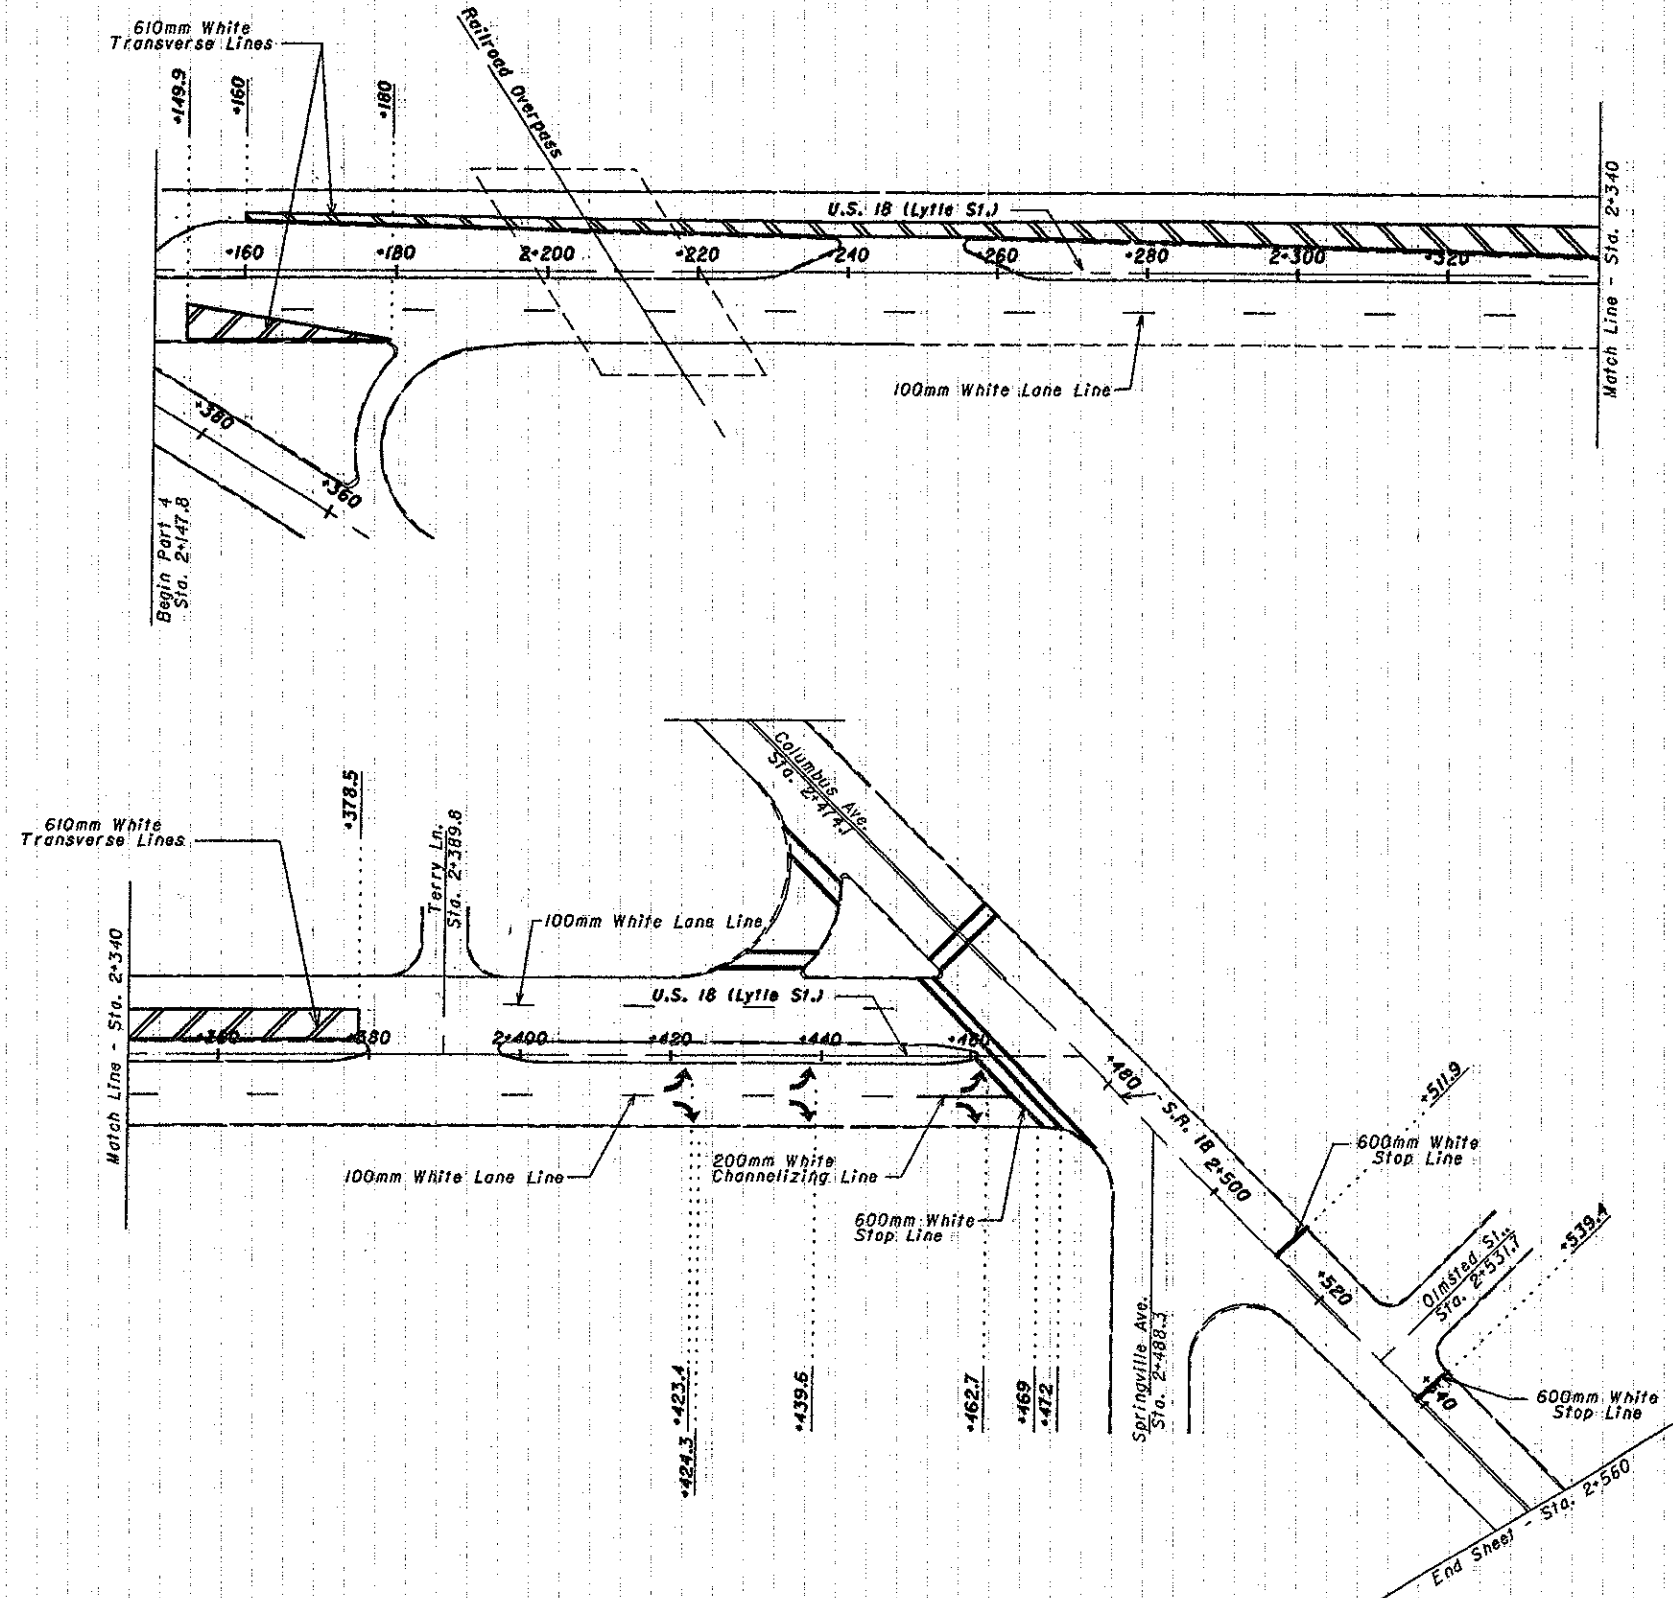 610mm White
Transverse Lines
+149.9
+160
+180
Railroad Overpass
U.S. 18 (Lytle St.)
+160
+180
2+200
+220
+240
+260
+280
2+300
+320
Match Line - Sta. 2+340
100mm White Lane Line
+380
+360
Begin Part 4
Sta. 2+147.8
Columbus Ave.
Sta. 2+474.1
+378.5
610mm White
Transverse Lines
Terry Ln.
Sta. 2+389.8
100mm White Lane Line
Match Line - Sta. 2+340
U.S. 18 (Lytle St.)
+360
+380
2+400
+420
+440
+460
+480
S.R. 18
2+500
+511.9
600mm White
Stop Line
100mm White Lane Line
200mm White
Channelizing Line
600mm White
Stop Line
+520
Olmsted St.
Sta. 2+531.7
+539.4
Springville Ave.
Sta. 2+488.3
+423.4
+424.3
+439.6
+462.7
+469
+472
+540
600mm White
Stop Line
End Sheet - Sta. 2+560